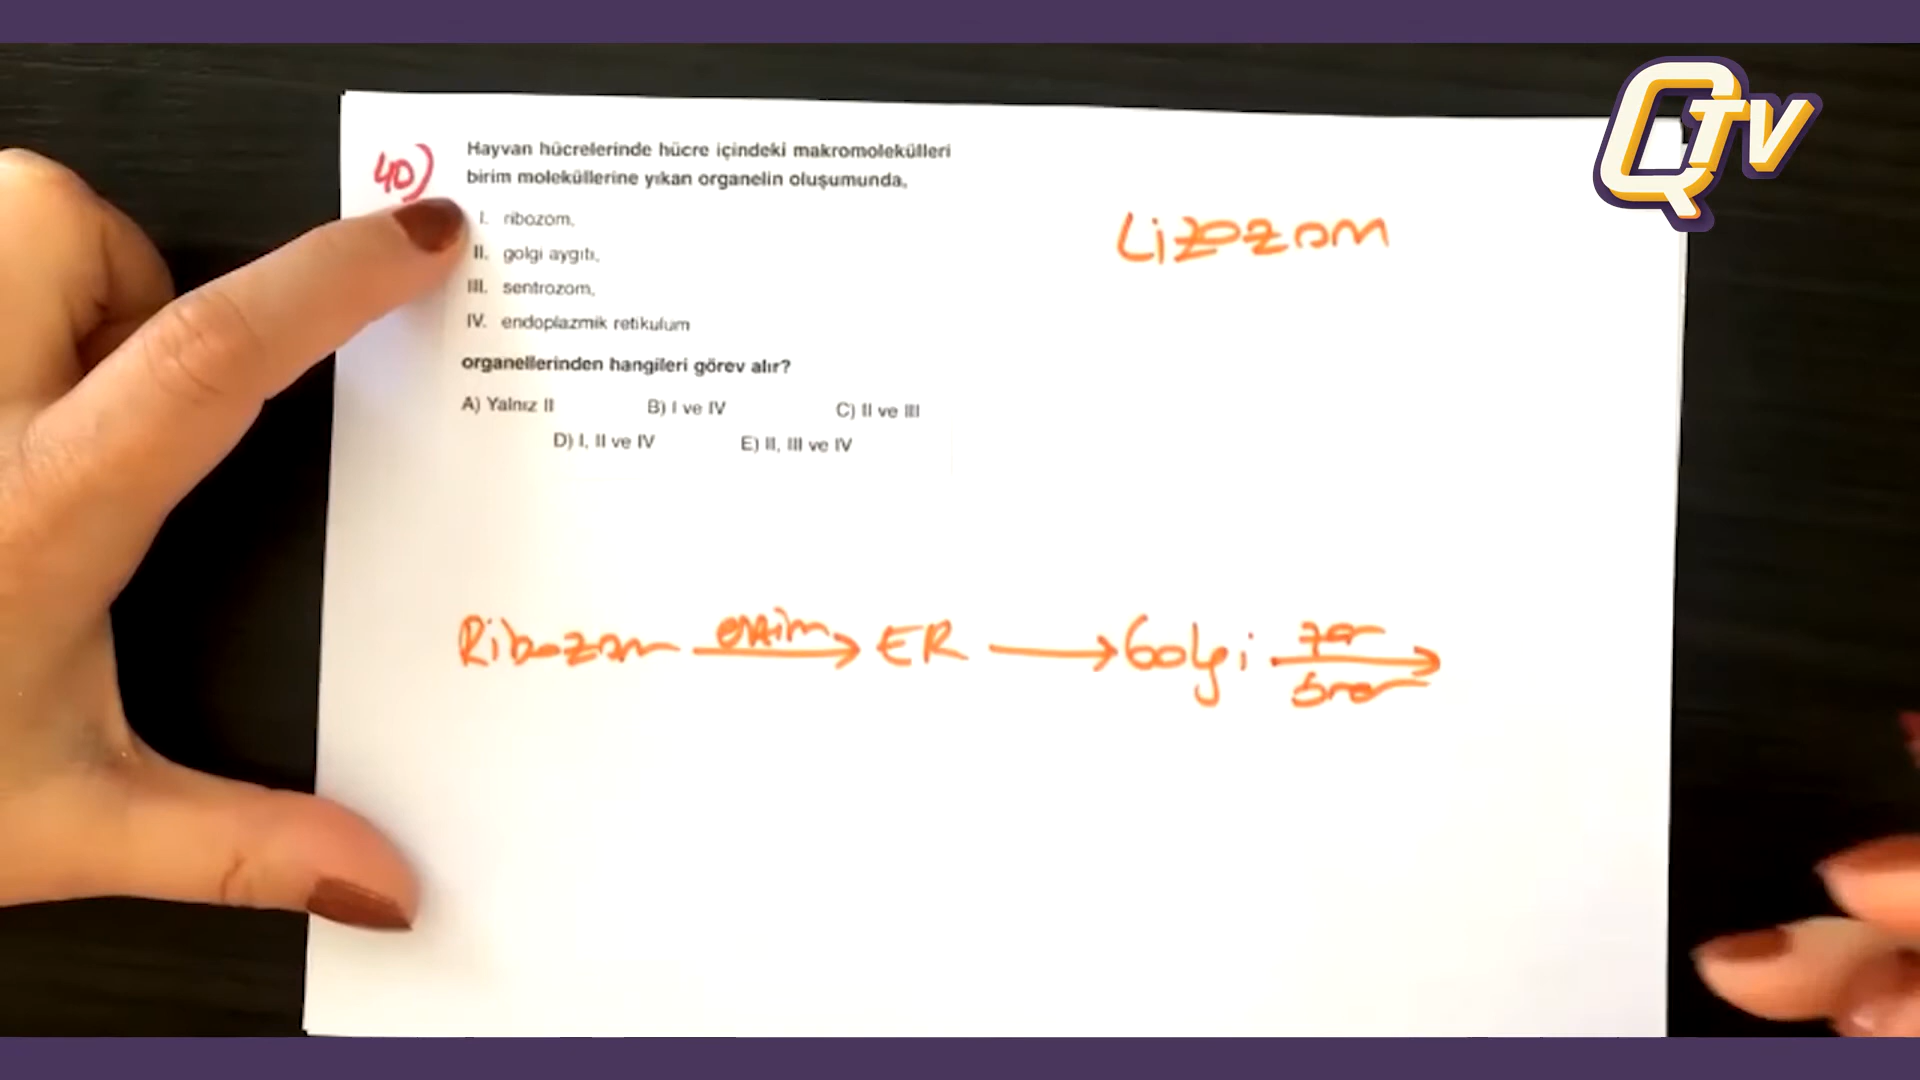 QTV
40)
Hayvan hücrelerinde hücre içindeki makromolekülleri
birim moleküllerine yıkan organelin oluşumunda,
I. ribozom,
II. golgi aygıtı,
III. sentrozom,
IV. endoplazmik retikulum
organellerinden hangileri görev alır?
A) Yalnız II B) I ve IV C) II ve III
D) I, II ve IV E) II, III ve IV
Lizozom
Ribozom enzim ER Golgi zar